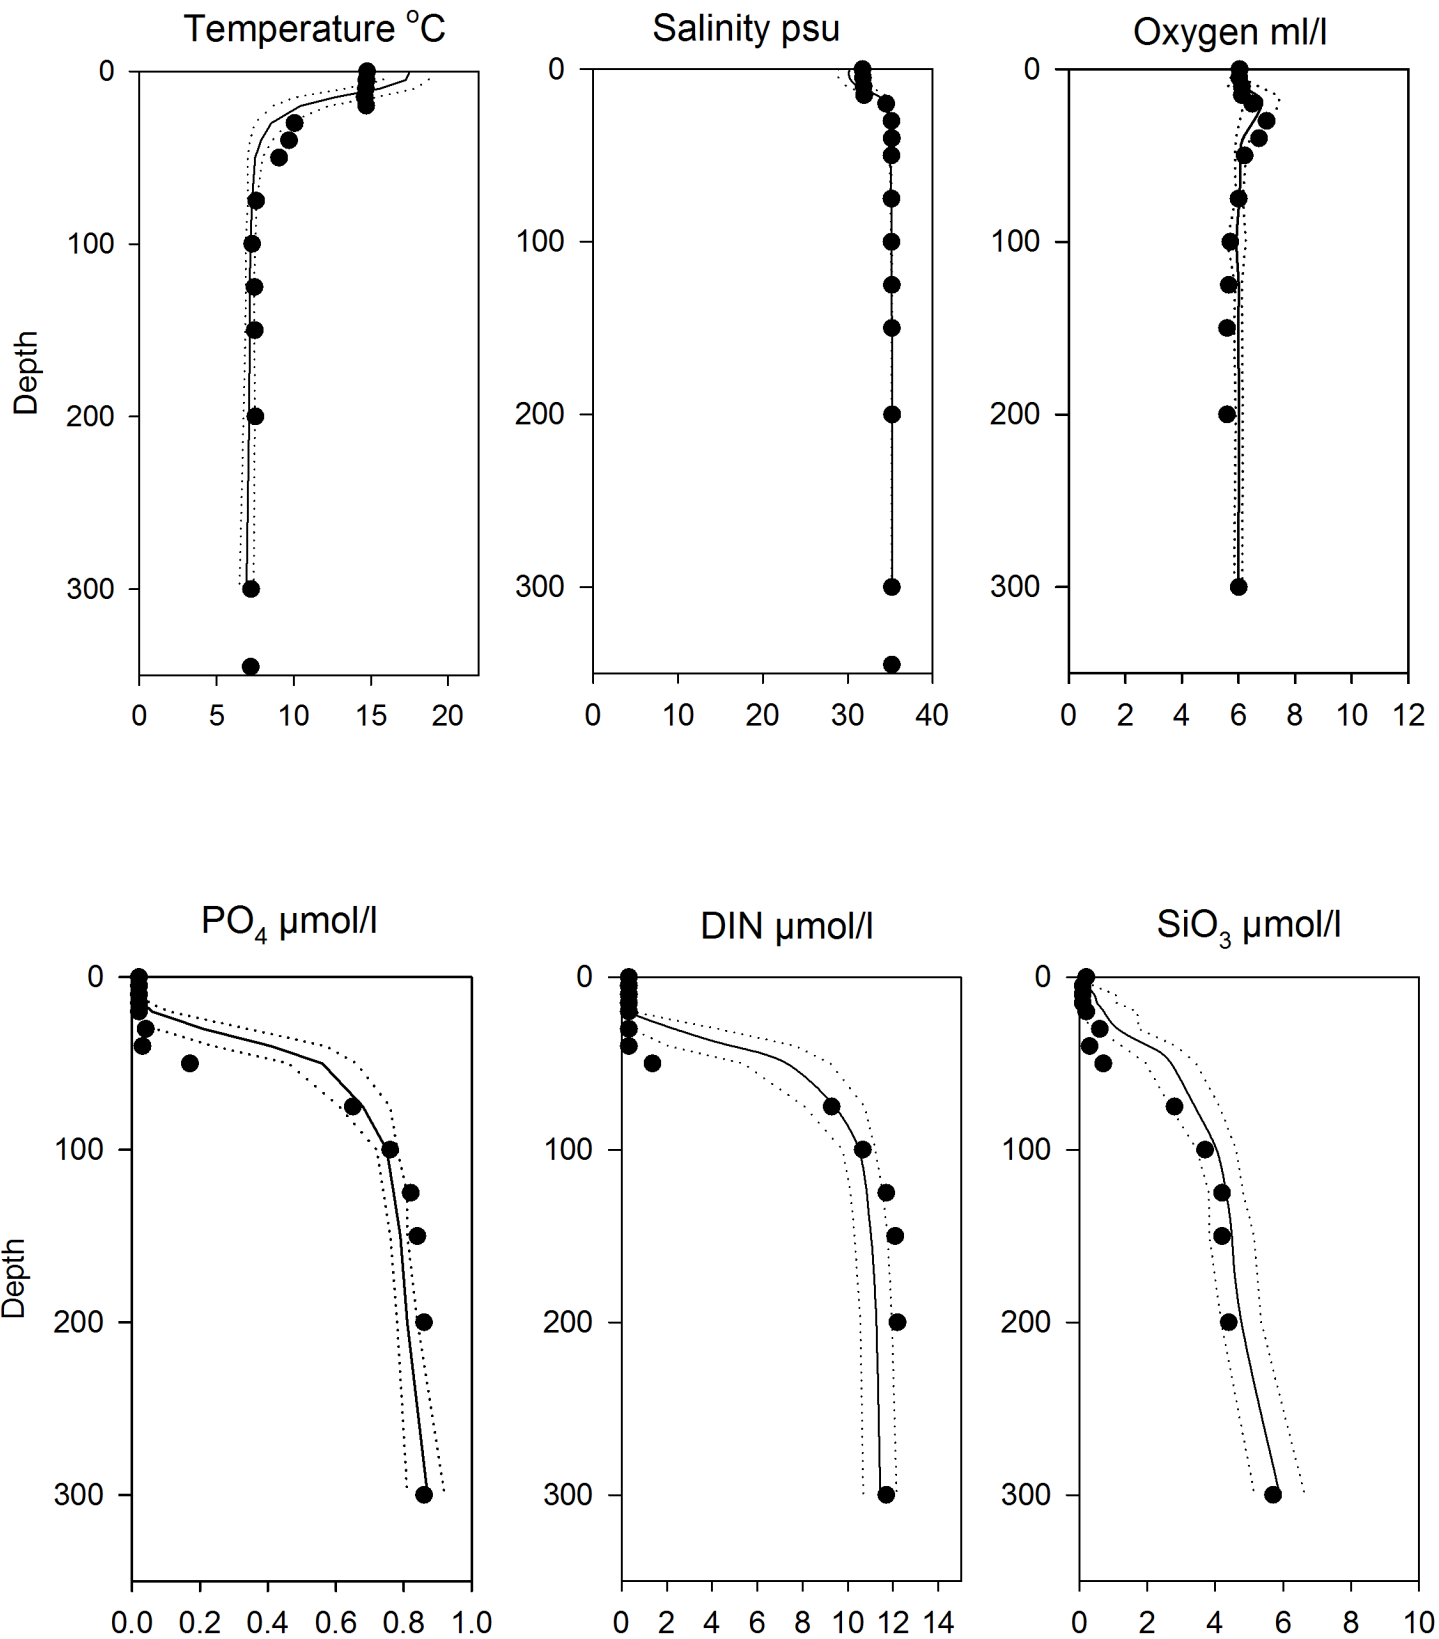 Temperature °C
Salinity psu
Oxygen ml/l
0
100
200
300
Depth
0 5 10 15 20
0
100
200
300
0 10 20 30 40
0
100
200
300
0 2 4 6 8 10 12
PO4 µmol/l
DIN µmol/l
SiO3 µmol/l
0
100
200
300
Depth
0.0 0.2 0.4 0.6 0.8 1.0
0
100
200
300
0 2 4 6 8 10 12 14
0
100
200
300
0 2 4 6 8 10